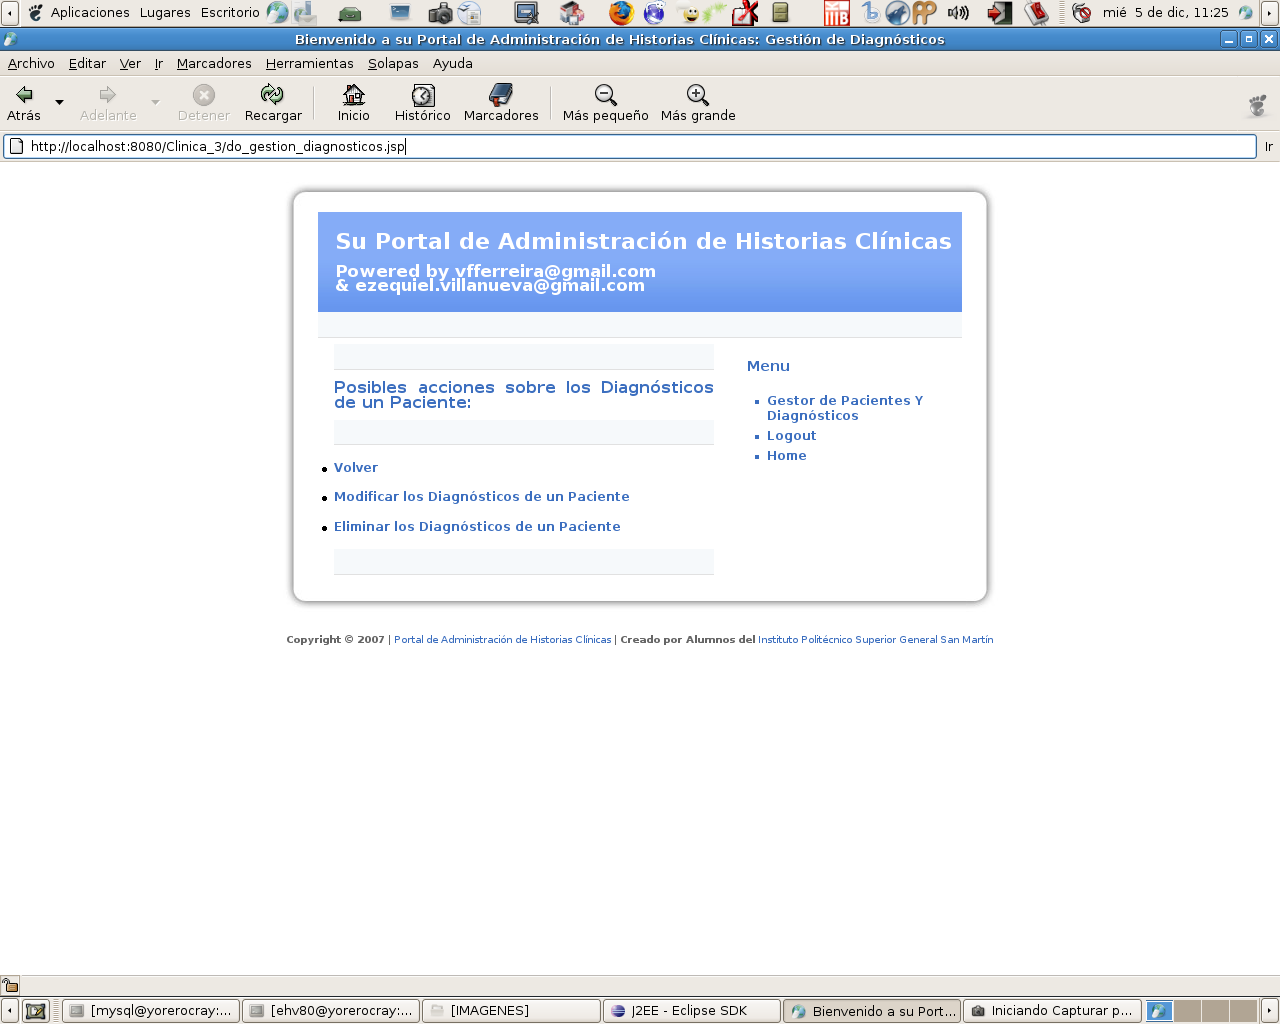 Aplicaciones Lugares Escritorio mié 5 de dic, 11:25
Bienvenido a su Portal de Administración de Historias Clínicas: Gestión de Diagnósticos
Archivo Editar Ver Ir Marcadores Herramientas Solapas Ayuda
Atrás Adelante Detener Recargar Inicio Histórico Marcadores Más pequeño Más grande
http://localhost:8080/Clinica_3/do_gestion_diagnosticos.jsp Ir
Su Portal de Administración de Historias Clínicas
Powered by vfferreira@gmail.com
& ezequiel.villanueva@gmail.com
Posibles acciones sobre los Diagnósticos
de un Paciente:
Volver
Modificar los Diagnósticos de un Paciente
Eliminar los Diagnósticos de un Paciente
Menu
Gestor de Pacientes Y
Diagnósticos
Logout
Home
Copyright © 2007 | Portal de Administración de Historias Clínicas | Creado por Alumnos del Instituto Politécnico Superior General San Martín
[mysql@yorerocray:... [ehv80@yorerocray:... [IMAGENES] J2EE - Eclipse SDK Bienvenido a su Port... Iniciando Capturar p...